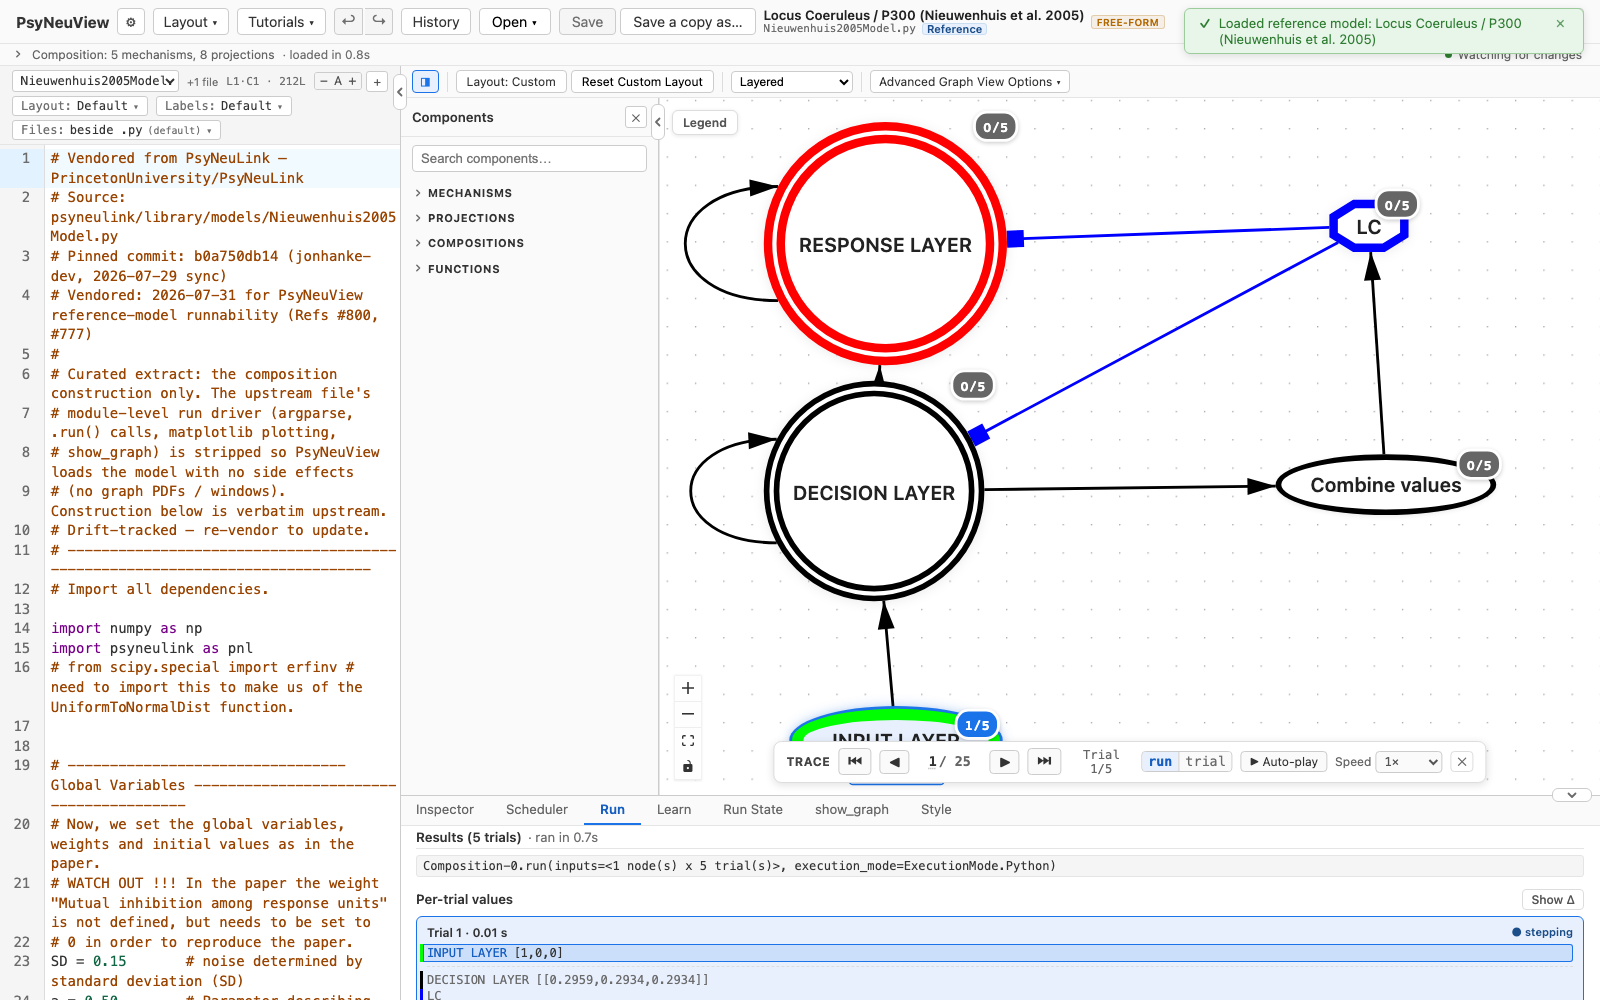 PsyNeuView
Layout ▾
Tutorials ▾
History
Open ▾
Save
Save a copy as...
Locus Coeruleus / P300 (Nieuwenhuis et al. 2005)
Nieuwenhuis2005Model.py Reference
FREE-FORM
✓ Loaded reference model: Locus Coeruleus / P300 (Nieuwenhuis et al. 2005) ×
Composition: 5 mechanisms, 8 projections · loaded in 0.8s
Watching for changes
Nieuwenhuis2005Model
+1 file L1:C1 · 212L
− A +
+
Layout: Default ▾
Labels: Default ▾
Files: beside .py (default) ▾
Layout: Custom
Reset Custom Layout
Layered
Advanced Graph View Options ▾
1 # Vendored from PsyNeuLink —
PrincetonUniversity/PsyNeuLink
2 # Source:
psyneulink/library/models/Nieuwenhuis2005
Model.py
3 # Pinned commit: b0a750db14 (jonhanke-
dev, 2026-07-29 sync)
4 # Vendored: 2026-07-31 for PsyNeuView
reference-model runnability (Refs #800,
#777)
5 #
6 # Curated extract: the composition
construction only. The upstream file's
7 # module-level run driver (argparse,
.run() calls, matplotlib plotting,
8 # show_graph) is stripped so PsyNeuView
loads the model with no side effects
9 # (no graph PDFs / windows).
Construction below is verbatim upstream.
10 # Drift-tracked — re-vendor to update.
11 # ---------------------------------------
--------------------------------------
12 # Import all dependencies.
13
14 import numpy as np
15 import psyneulink as pnl
16 # from scipy.special import erfinv #
need to import this to make us of the
UniformToNormalDist function.
17
18
19 # ---------------------------------
Global Variables ------------------------
----------------
20 # Now, we set the global variables,
weights and initial values as in the
paper.
21 # WATCH OUT !!! In the paper the weight
"Mutual inhibition among response units"
is not defined, but needs to be set to
22 # 0 in order to reproduce the paper.
23 SD = 0.15 # noise determined by
standard deviation (SD)
24 a = 0.50 # Parameter describing
Components
×
Search components…
MECHANISMS
PROJECTIONS
COMPOSITIONS
FUNCTIONS
Legend
0/5
RESPONSE LAYER
0/5
LC
0/5
DECISION LAYER
0/5
Combine values
1/5
INPUT LAYER
TRACE
1 / 25
Trial
1/5
run trial
Auto-play
Speed 1×
×
Inspector
Scheduler
Run
Learn
Run State
show_graph
Style
Results (5 trials) · ran in 0.7s
Composition-0.run(inputs=<1 node(s) x 5 trial(s)>, execution_mode=ExecutionMode.Python)
Per-trial values
Show Δ
Trial 1 · 0.01 s
stepping
INPUT LAYER [1,0,0]
DECISION LAYER [[0.2959,0.2934,0.2934]]
LC